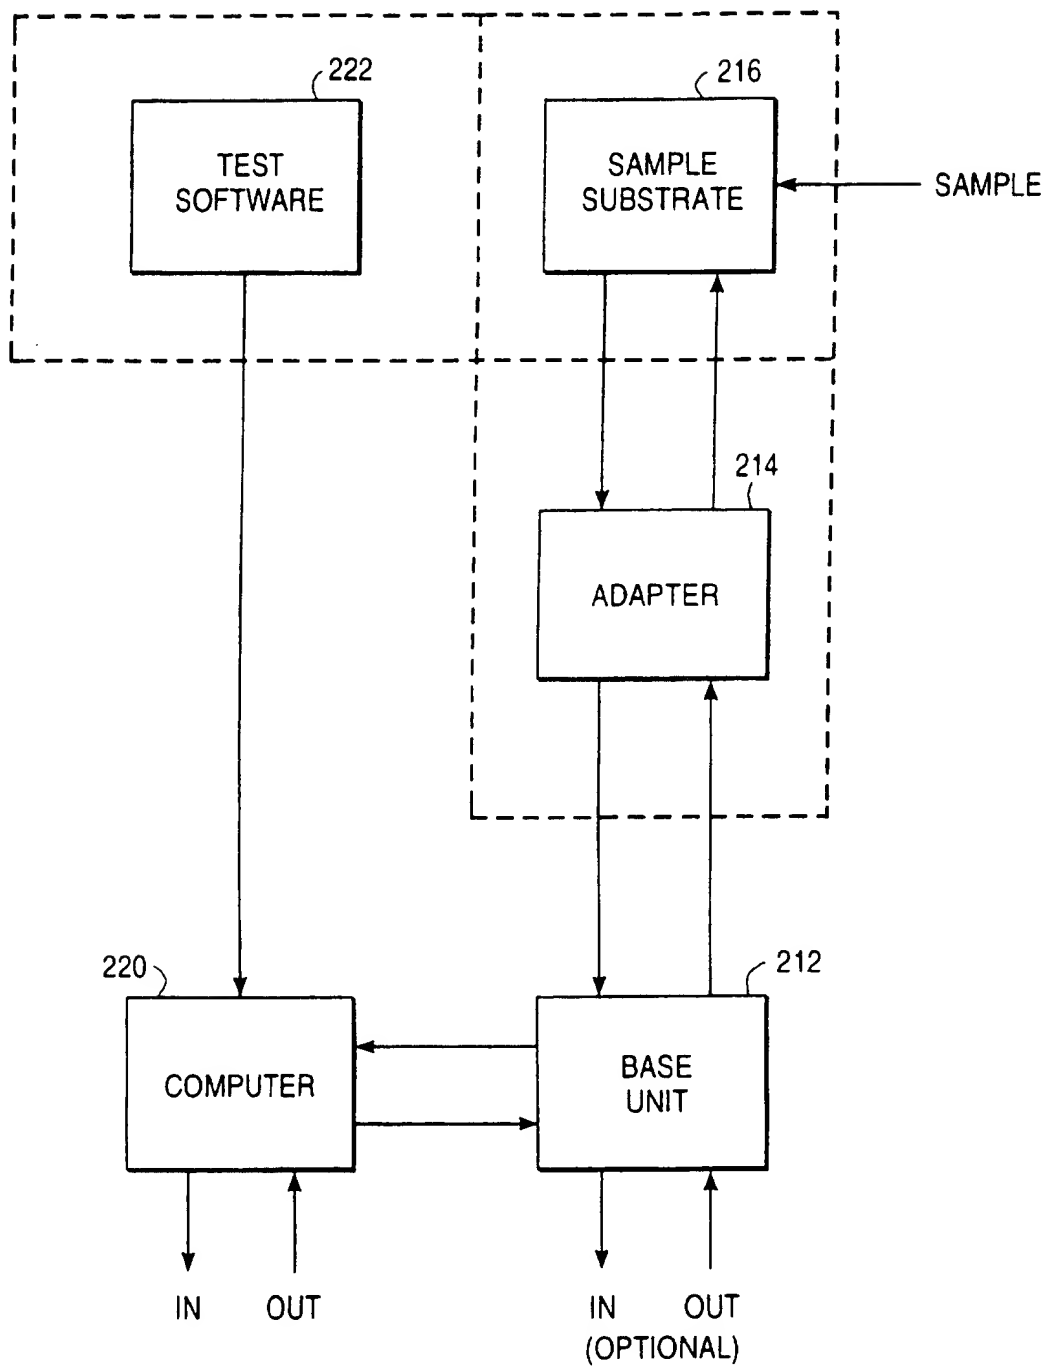 222
216
TEST
SOFTWARE
SAMPLE
SUBSTRATE
SAMPLE
214
ADAPTER
220
212
COMPUTER
BASE
UNIT
IN
OUT
IN
OUT
(OPTIONAL)